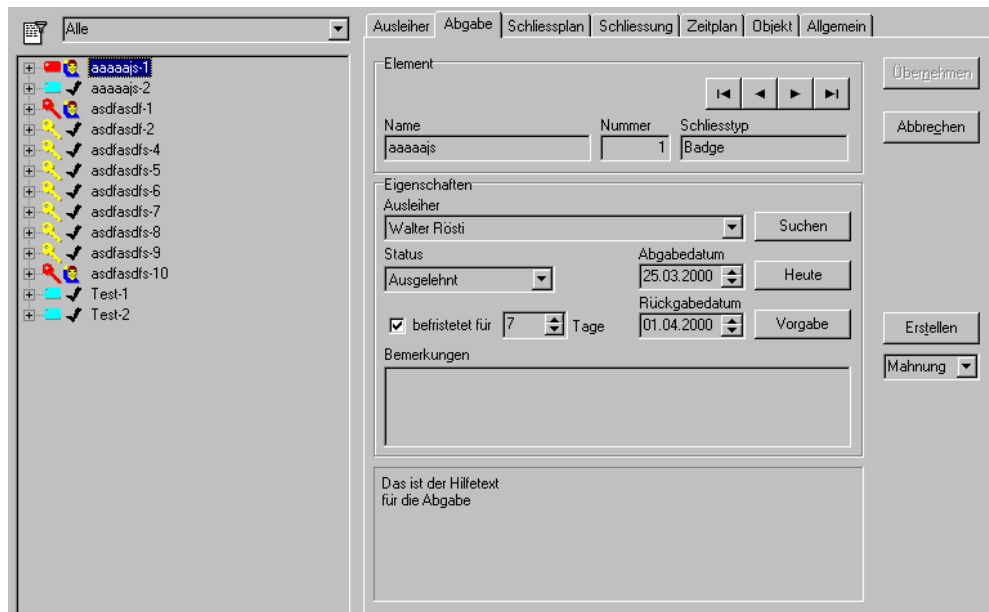 Alle
aaaaajs-1
aaaaajs-2
asdfasdf-1
asdfasdf-2
asdfasdfs-4
asdfasdfs-5
asdfasdfs-6
asdfasdfs-7
asdfasdfs-8
asdfasdfs-9
asdfasdfs-10
Test-1
Test-2
Ausleiher Abgabe Schliessplan Schliessung Zeitplan Objekt Allgemein
Element
Name Nummer Schliesstyp
aaaaajs 1 Badge
Eigenschaften
Ausleiher
Walter Rösti Suchen
Status Abgabedatum
Ausgelehnt 25.03.2000 Heute
Rückgabedatum
befristetet für 7 Tage 01.04.2000 Vorgabe
Bemerkungen
Das ist der Hilfetext
für die Abgabe
Übernehmen
Abbrechen
Erstellen
Mahnung